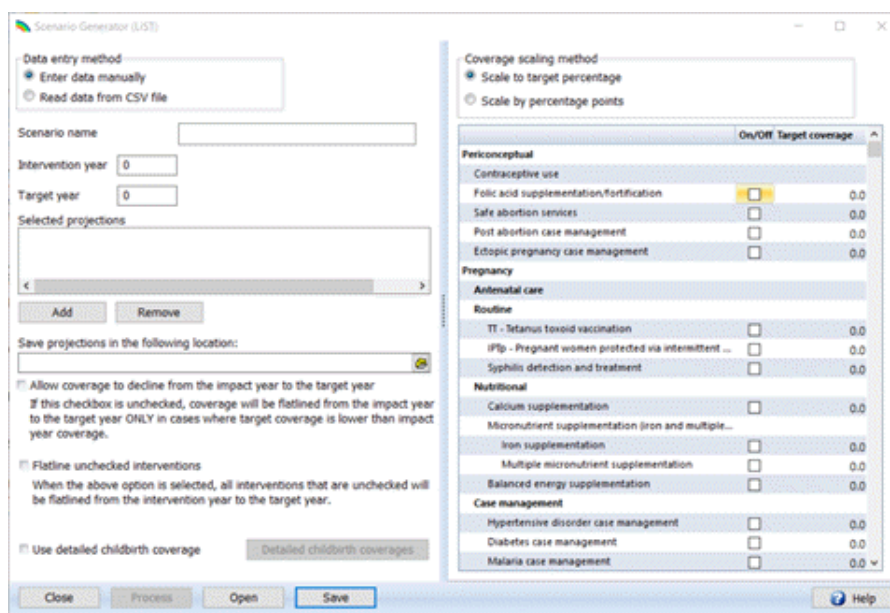 Scenario Generator (LiST)
Data entry method
Enter data manually
Read data from CSV file
Scenario name
Intervention year 0
Target year 0
Selected projections
Add Remove
Save projections in the following location:
Allow coverage to decline from the impact year to the target year
If this checkbox is unchecked, coverage will be flatlined from the impact year
to the target year ONLY in cases where target coverage is lower than impact
year coverage.
Flatline unchecked interventions
When the above option is selected, all interventions that are unchecked will
be flatlined from the intervention year to the target year.
Use detailed childbirth coverage Detailed childbirth coverages
Coverage scaling method
Scale to target percentage
Scale by percentage points
On/Off Target coverage
Periconceptual
Contraceptive use
Folic acid supplementation/fortification 0.0
Safe abortion services 0.0
Post abortion case management 0.0
Ectopic pregnancy case management 0.0
Pregnancy
Antenatal care
Routine
TT - Tetanus toxoid vaccination 0.0
IPTp - Pregnant women protected via intermittent ... 0.0
Syphilis detection and treatment 0.0
Nutritional
Calcium supplementation 0.0
Micronutrient supplementation (iron and multiple...
Iron supplementation 0.0
Multiple micronutrient supplementation 0.0
Balanced energy supplementation 0.0
Case management
Hypertensive disorder case management 0.0
Diabetes case management 0.0
Malaria case management 0.0
Close Process Open Save Help